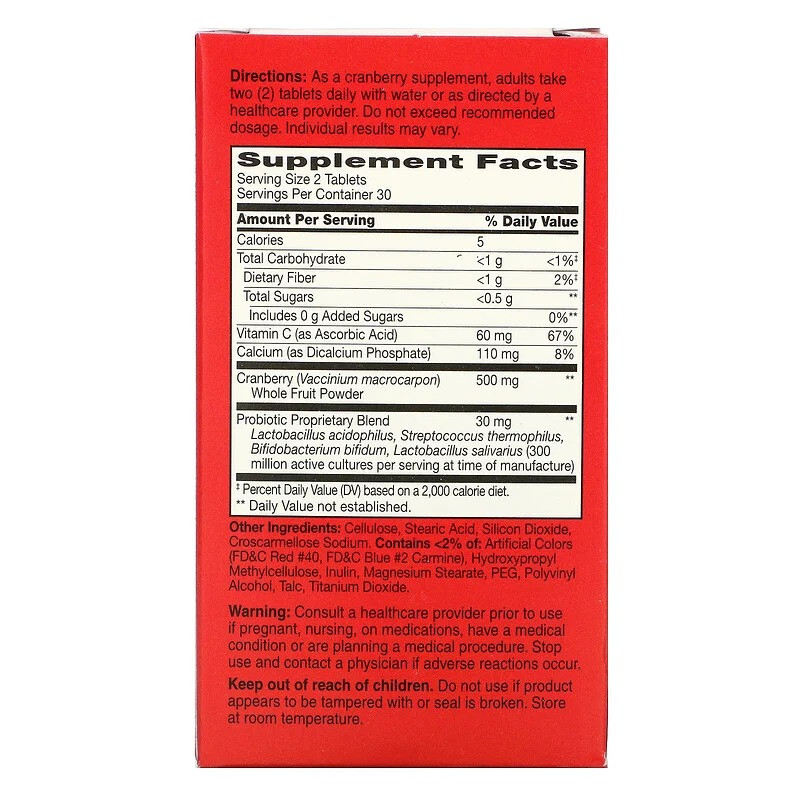 Directions: As a cranberry supplement, adults take
two (2) tablets daily with water or as directed by a
healthcare provider. Do not exceed recommended
dosage. Individual results may vary.
Supplement Facts
Serving Size 2 Tablets
Servings Per Container 30
Amount Per Serving % Daily Value
Calories 5
Total Carbohydrate <1 g <1%‡
Dietary Fiber <1 g 2%‡
Total Sugars <0.5 g **
Includes 0 g Added Sugars 0%**
Vitamin C (as Ascorbic Acid) 60 mg 67%
Calcium (as Dicalcium Phosphate) 110 mg 8%
Cranberry (Vaccinium macrocarpon) 500 mg **
Whole Fruit Powder
Probiotic Proprietary Blend 30 mg **
Lactobacillus acidophilus, Streptococcus thermophilus,
Bifidobacterium bifidum, Lactobacillus salivarius (300
million active cultures per serving at time of manufacture)
‡ Percent Daily Value (DV) based on a 2,000 calorie diet.
** Daily Value not established.
Other Ingredients: Cellulose, Stearic Acid, Silicon Dioxide,
Croscarmellose Sodium. Contains <2% of: Artificial Colors
(FD&C Red #40, FD&C Blue #2 Carmine), Hydroxypropyl
Methylcellulose, Inulin, Magnesium Stearate, PEG, Polyvinyl
Alcohol, Talc, Titanium Dioxide.
Warning: Consult a healthcare provider prior to use
if pregnant, nursing, on medications, have a medical
condition or are planning a medical procedure. Stop
use and contact a physician if adverse reactions occur.
Keep out of reach of children. Do not use if product
appears to be tampered with or seal is broken. Store
at room temperature.